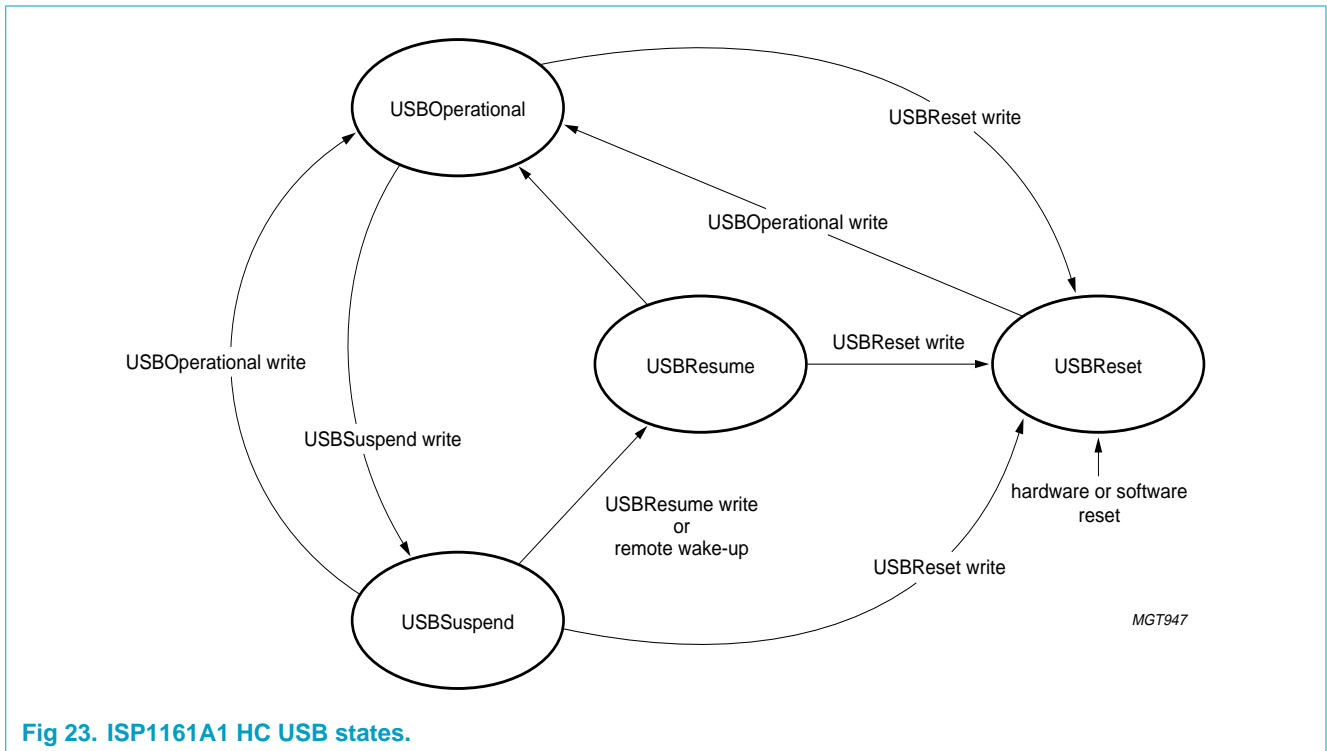 USBOperational
USBReset write
USBOperational write
USBOperational write
USBResume
USBReset write
USBReset
USBSuspend write
USBResume write
or
remote wake-up
hardware or software
reset
USBReset write
USBSuspend
MGT947
Fig 23. ISP1161A1 HC USB states.